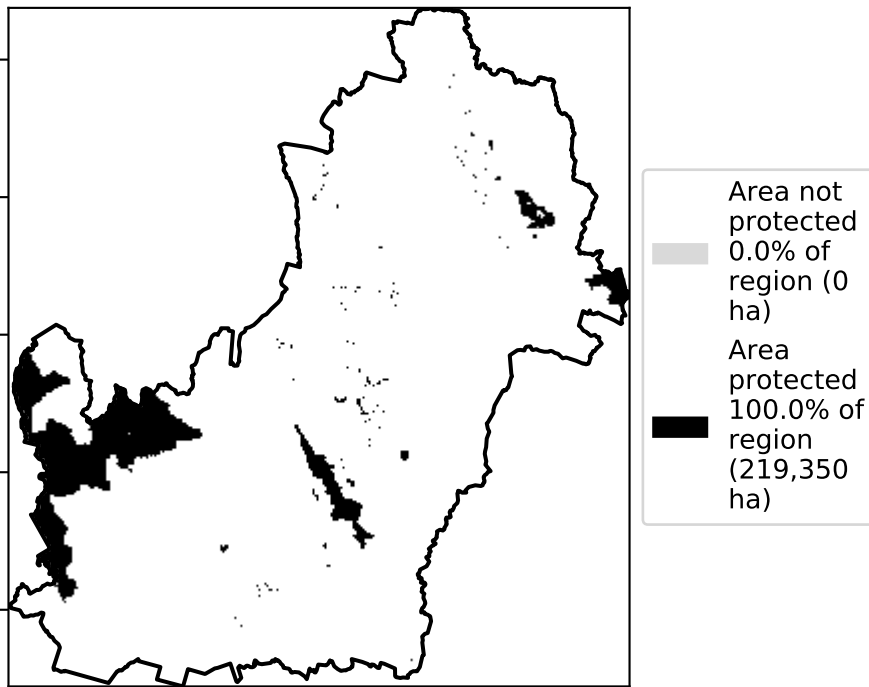 Area not
protected
0.0% of
region (0
ha)
Area
protected
100.0% of
region
(219,350
ha)